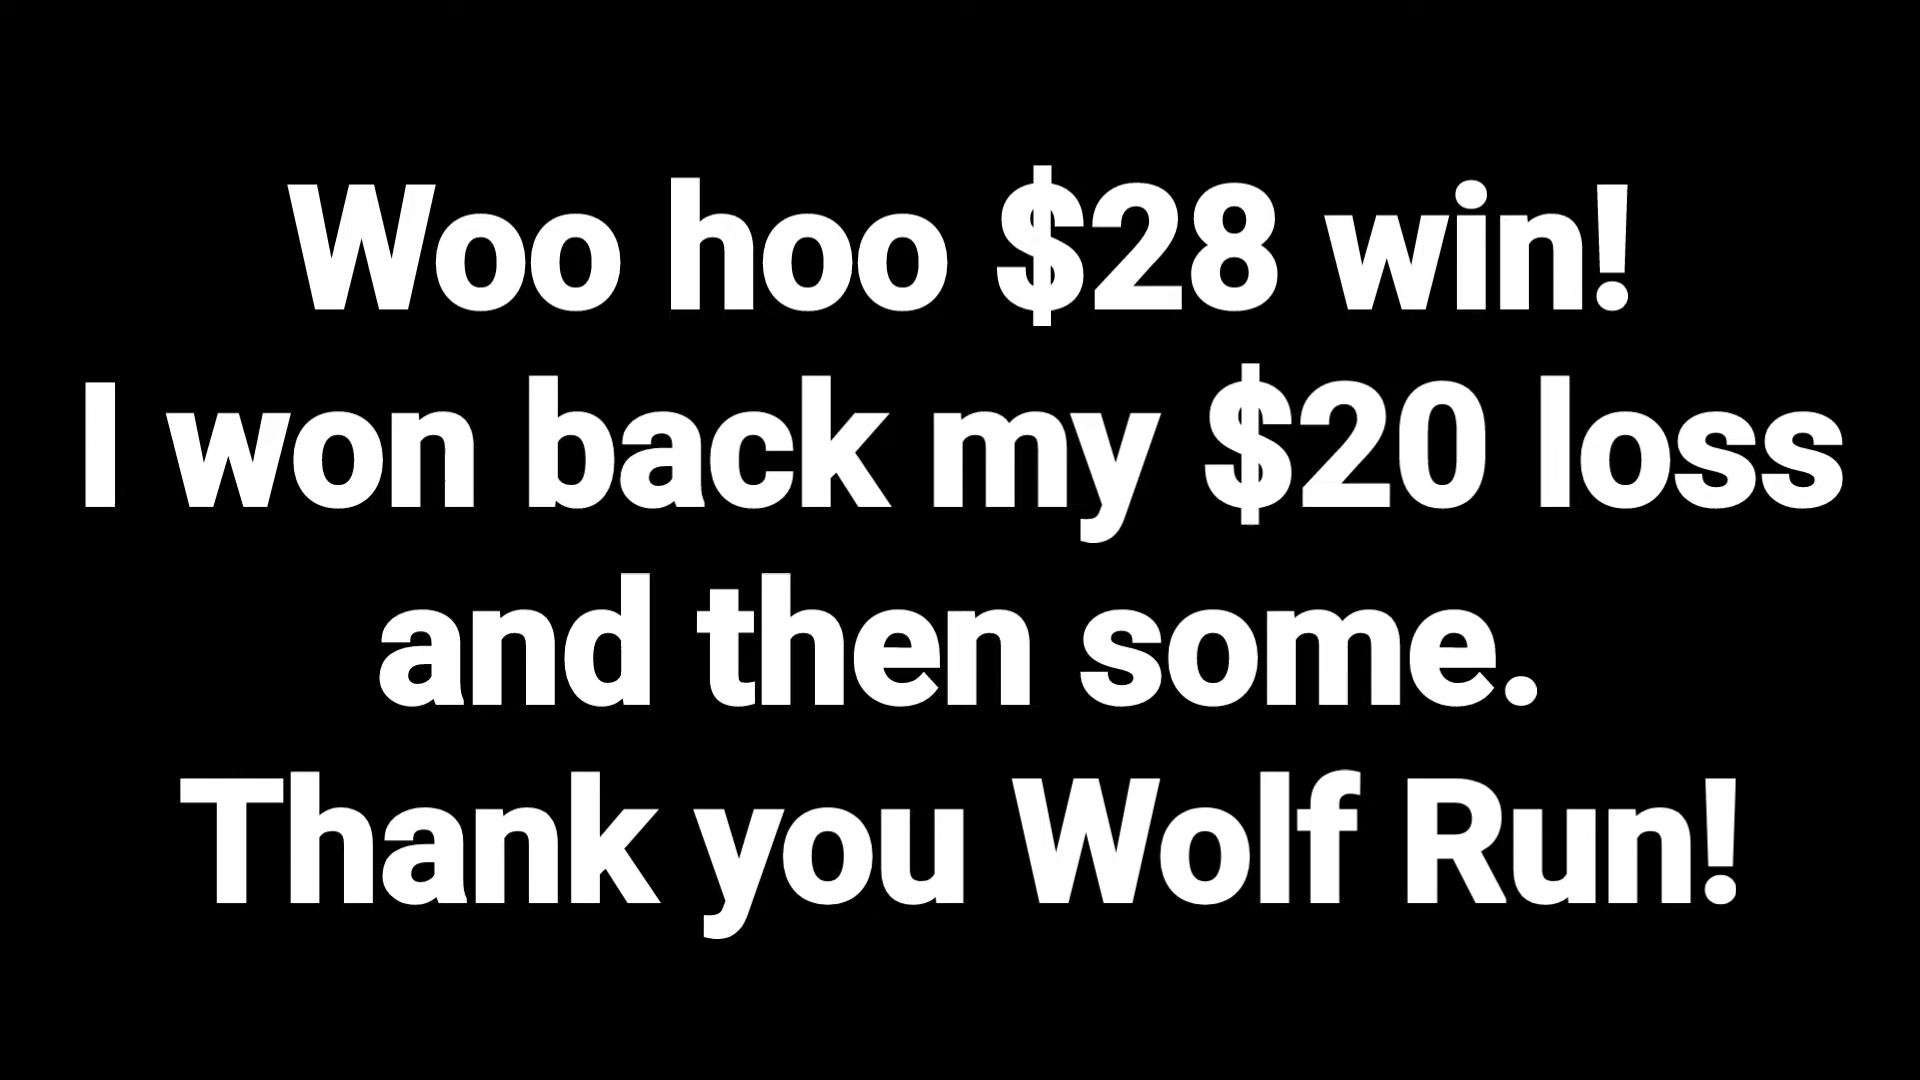 Woo hoo $28 win!
I won back my $20 loss
and then some.
Thank you Wolf Run!